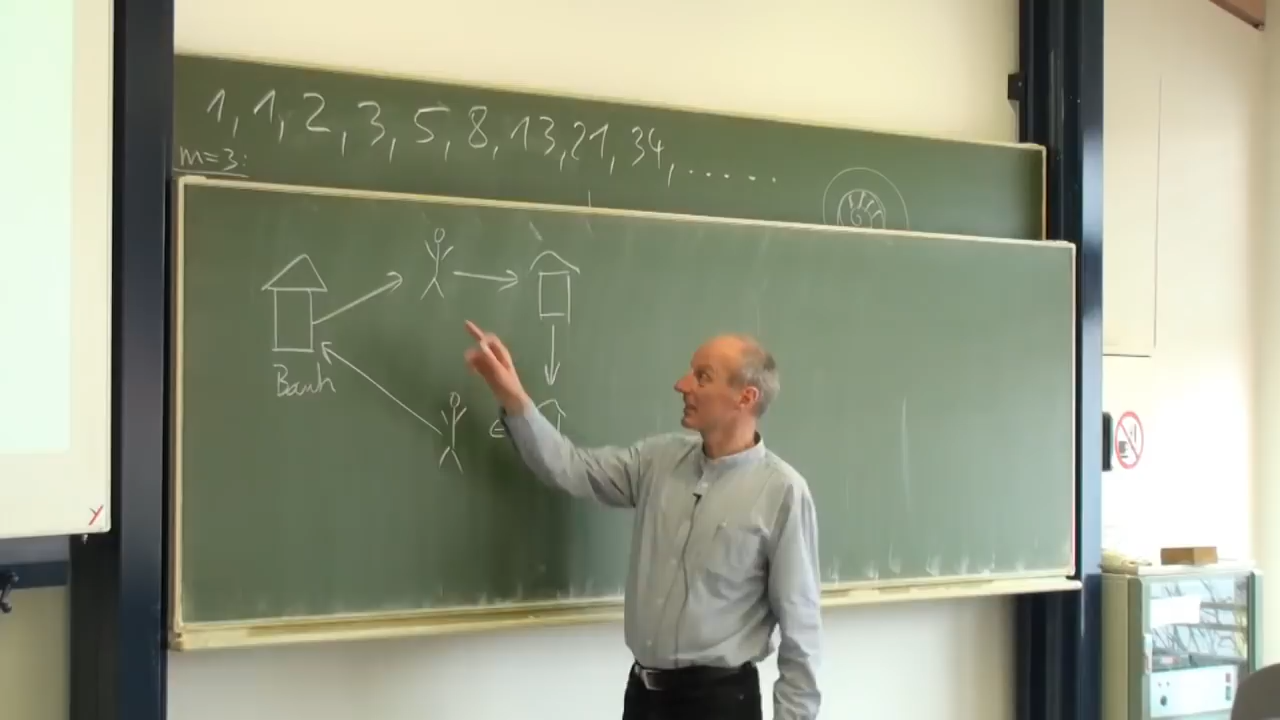 1, 1, 2, 3, 5, 8, 13, 21, 34, .....
m=3:
Bank